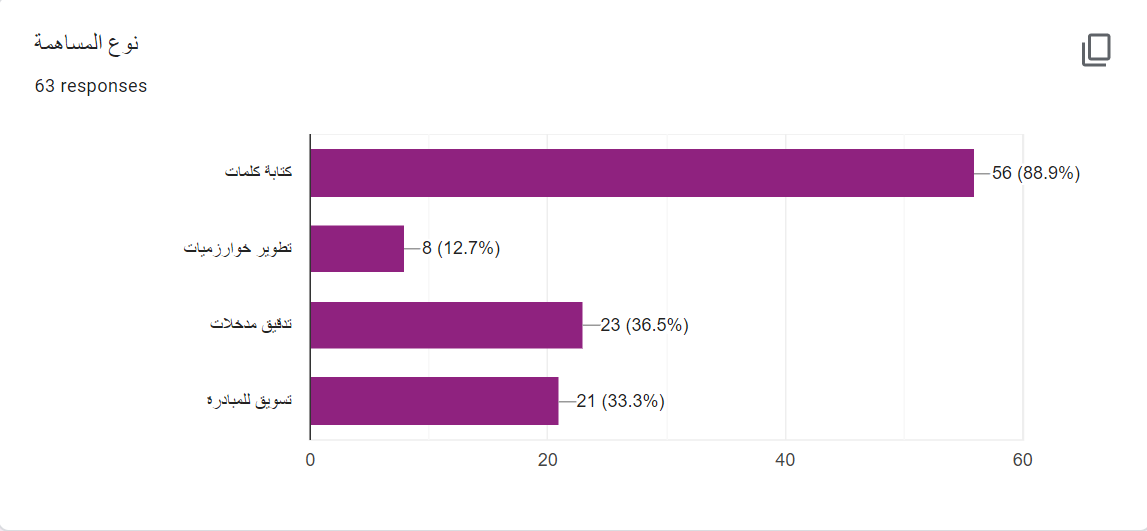 نوع المساهمة
63 responses
كتابة كلمات
56 (88.9%)
تطوير خوارزميات
8 (12.7%)
تدقيق مدخلات
23 (36.5%)
تسويق للمبادرة
21 (33.3%)
0 20 40 60